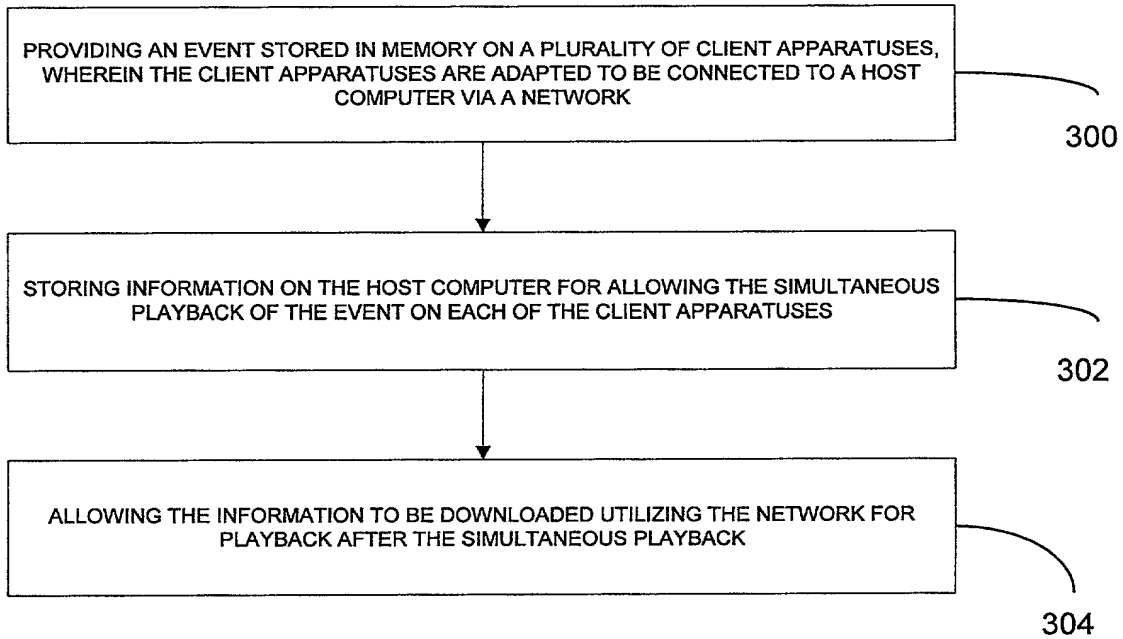 PROVIDING AN EVENT STORED IN MEMORY ON A PLURALITY OF CLIENT APPARATUSES,
WHEREIN THE CLIENT APPARATUSES ARE ADAPTED TO BE CONNECTED TO A HOST
COMPUTER VIA A NETWORK
300
STORING INFORMATION ON THE HOST COMPUTER FOR ALLOWING THE SIMULTANEOUS
PLAYBACK OF THE EVENT ON EACH OF THE CLIENT APPARATUSES
302
ALLOWING THE INFORMATION TO BE DOWNLOADED UTILIZING THE NETWORK FOR
PLAYBACK AFTER THE SIMULTANEOUS PLAYBACK
304